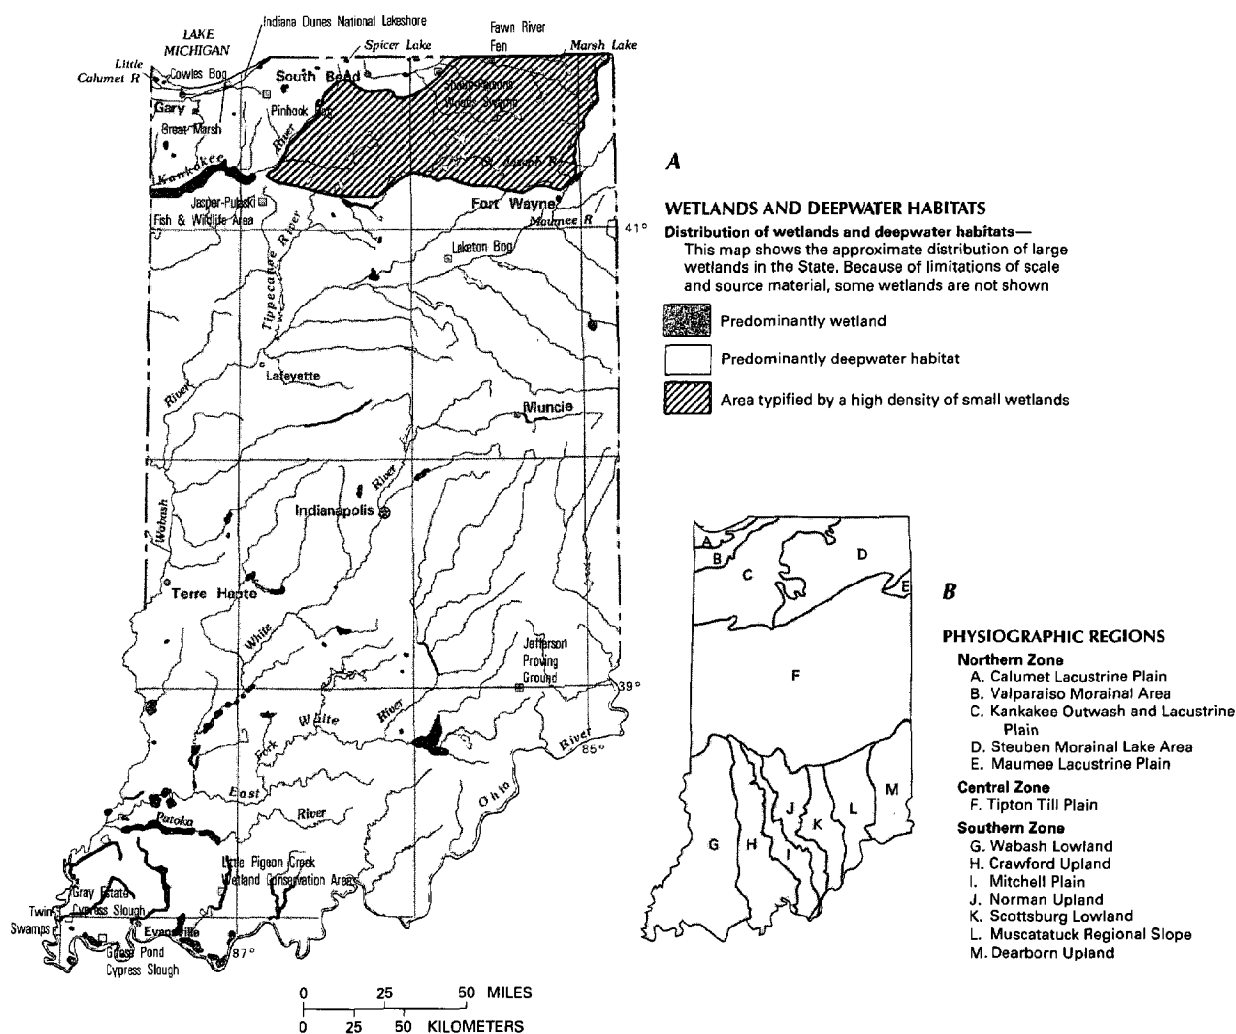 Indiana Dunes National Lakeshore
LAKE
MICHIGAN
Fawn River
Fen
Spicer Lake
Marsh Lake
Little
Calumet R
Cowles Bog
South Bend
Gary
Pinhook Bog
Great Marsh
River
Kankakee
St. Joseph R
Jasper-Pulaski
Fish & Wildlife Area
Fort Wayne
Maumee R
41°
River
Tippecanoe
Laketon Bog
Lafayette
River
Muncie
River
Indianapolis
Wabash
Terre Haute
White
Jefferson
Proving
Ground
39°
White
River
River
85°
Fork
East
Ohio
Patoka
River
Little Pigeon Creek
Wetland Conservation Area
Gray Estate
Cypress Slough
Twin
Swamps
Evansville
Goose Pond
Cypress Slough
87°
0 25 50 MILES
0 25 50 KILOMETERS
A
WETLANDS AND DEEPWATER HABITATS
Distribution of wetlands and deepwater habitats—
This map shows the approximate distribution of large
wetlands in the State. Because of limitations of scale
and source material, some wetlands are not shown
Predominantly wetland
Predominantly deepwater habitat
Area typified by a high density of small wetlands
A
B
C
D
E
F
G
H
I
J
K
L
M
B
PHYSIOGRAPHIC REGIONS
Northern Zone
A. Calumet Lacustrine Plain
B. Valparaiso Morainal Area
C. Kankakee Outwash and Lacustrine
Plain
D. Steuben Morainal Lake Area
E. Maumee Lacustrine Plain
Central Zone
F. Tipton Till Plain
Southern Zone
G. Wabash Lowland
H. Crawford Upland
I. Mitchell Plain
J. Norman Upland
K. Scottsburg Lowland
L. Muscatatuck Regional Slope
M. Dearborn Upland